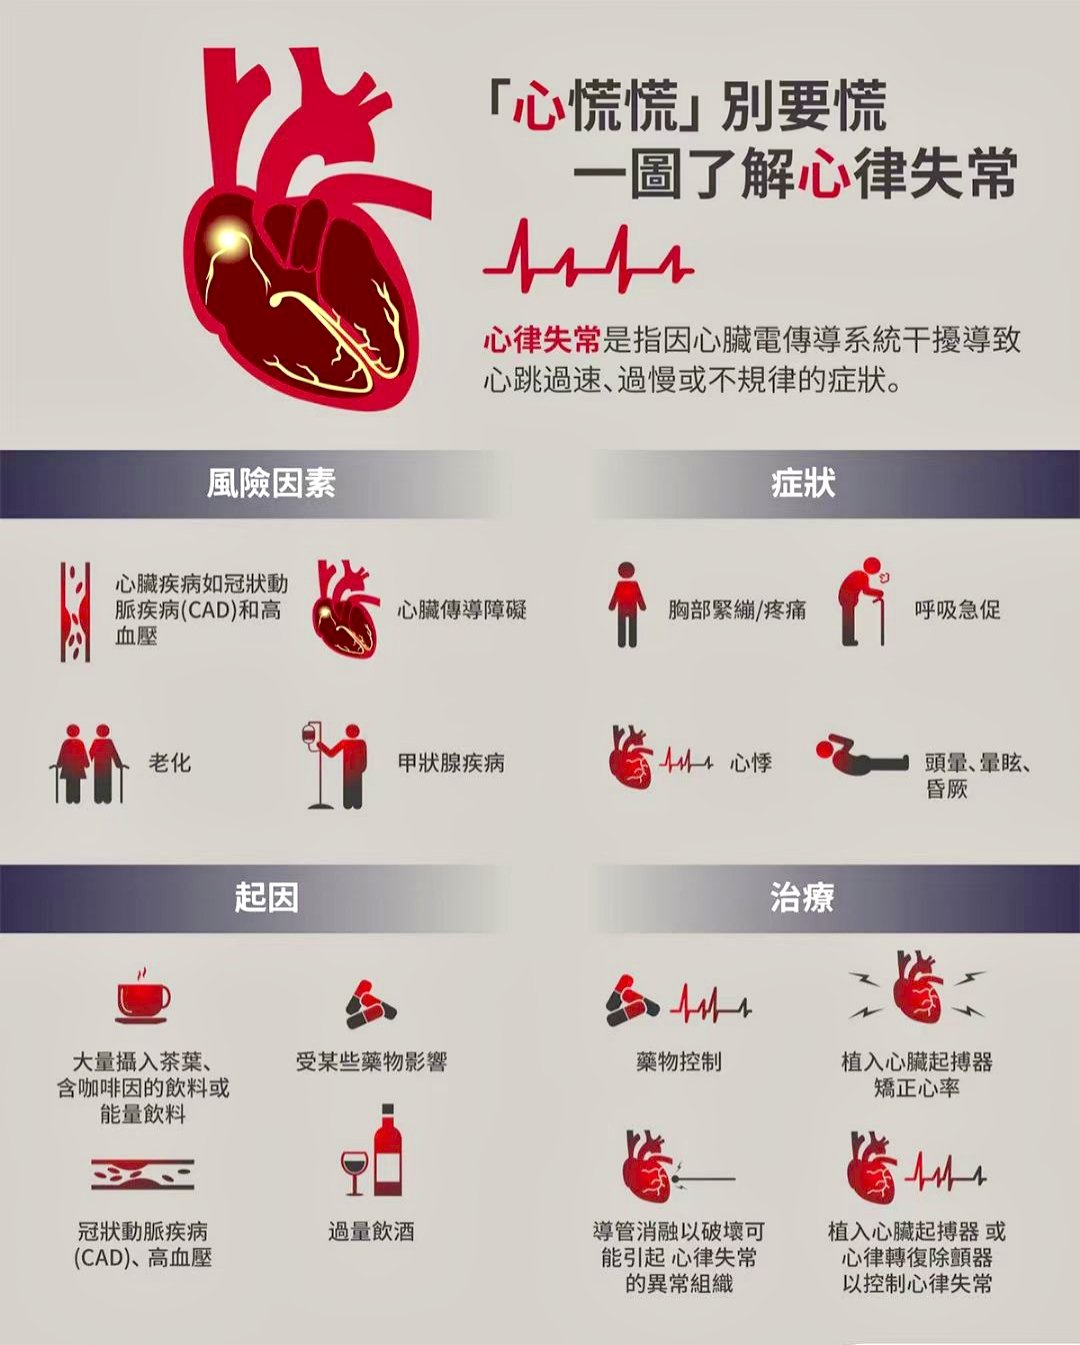 「心慌慌」別要慌
一圖了解心律失常
心律失常是指因心臟電傳導系統干擾導致
心跳過速、過慢或不規律的症狀。
風險因素
心臟疾病如冠狀動
脈疾病(CAD)和高
血壓
心臟傳導障礙
老化
甲狀腺疾病
症狀
胸部緊繃/疼痛
呼吸急促
心悸
頭暈、暈眩、
昏厥
起因
大量攝入茶葉、
含咖啡因的飲料或
能量飲料
受某些藥物影響
冠狀動脈疾病
(CAD)、高血壓
過量飲酒
治療
藥物控制
植入心臟起搏器
矯正心率
導管消融以破壞可
能引起 心律失常
的異常組織
植入心臟起搏器 或
心律轉復除顫器
以控制心律失常